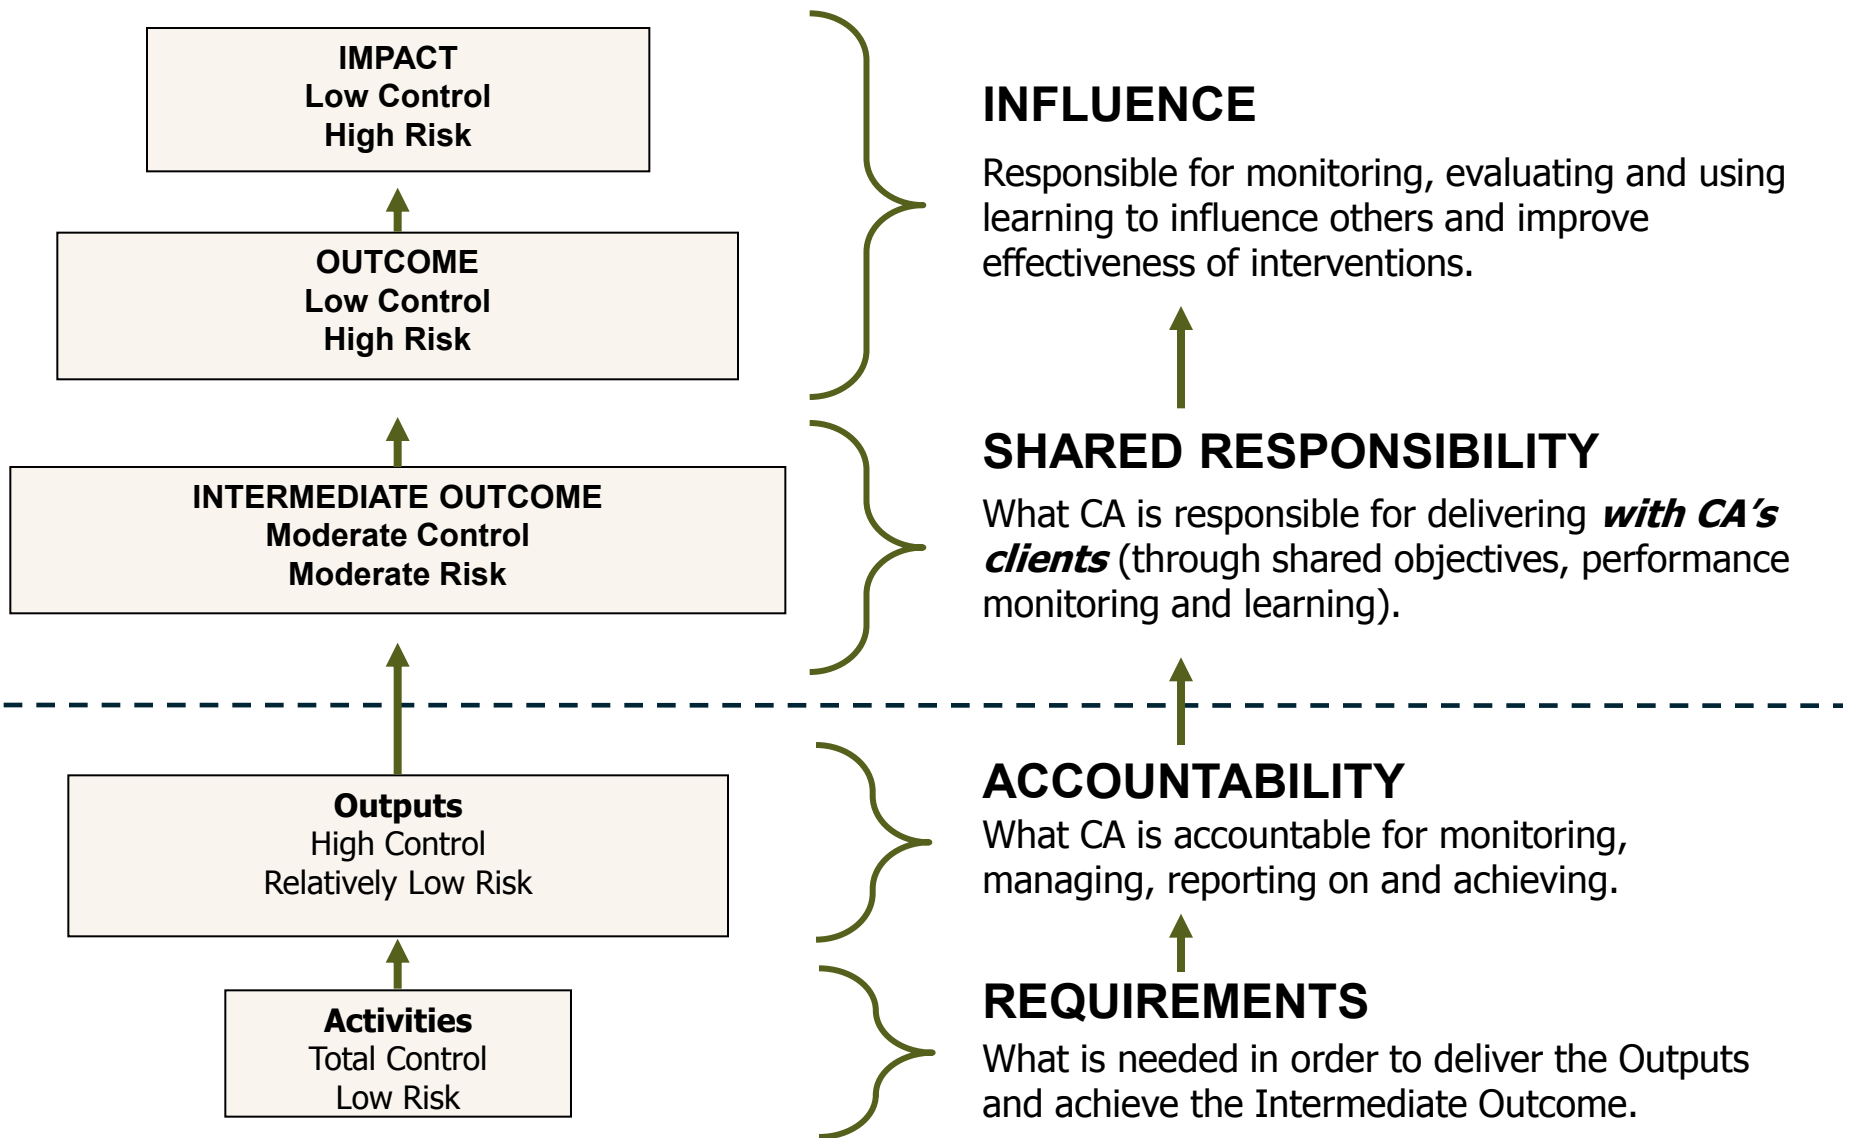 IMPACT
Low Control
High Risk
INFLUENCE
Responsible for monitoring, evaluating and using
learning to influence others and improve
effectiveness of interventions.
OUTCOME
Low Control
High Risk
SHARED RESPONSIBILITY
What CA is responsible for delivering with CA’s
clients (through shared objectives, performance
monitoring and learning).
INTERMEDIATE OUTCOME
Moderate Control
Moderate Risk
ACCOUNTABILITY
What CA is accountable for monitoring,
managing, reporting on and achieving.
Outputs
High Control
Relatively Low Risk
REQUIREMENTS
What is needed in order to deliver the Outputs
and achieve the Intermediate Outcome.
Activities
Total Control
Low Risk